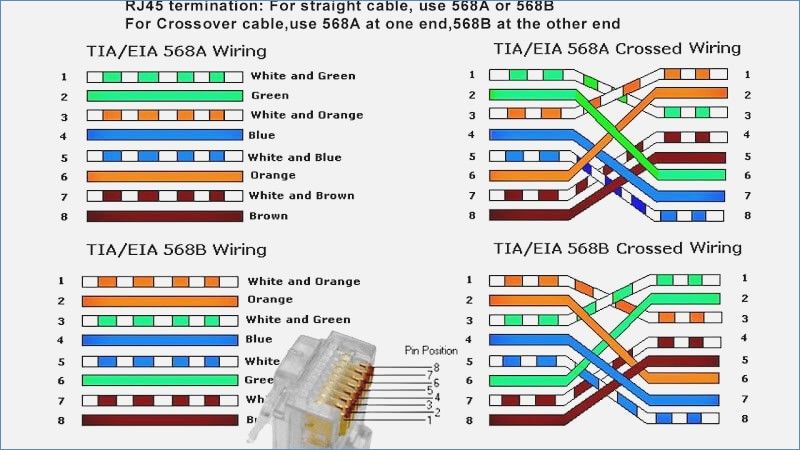 RJ45 termination: For straight cable, use 568A or 568B
For Crossover cable,use 568A at one end,568B at the other end
TIA/EIA 568A Wiring
1 White and Green
2 Green
3 White and Orange
4 Blue
5 White and Blue
6 Orange
7 White and Brown
8 Brown
TIA/EIA 568A Crossed Wiring
1 1
2 2
3 3
4 4
5 5
6 6
7 7
8 8
TIA/EIA 568B Wiring
1 White and Orange
2 Orange
3 White and Green
4 Blue
5 White
6 Gree
7 Wh
8 B
Pin Position
8
7
6
5
4
3
2
1
TIA/EIA 568B Crossed Wiring
1 1
2 2
3 3
4 4
5 5
6 6
7 7
8 8